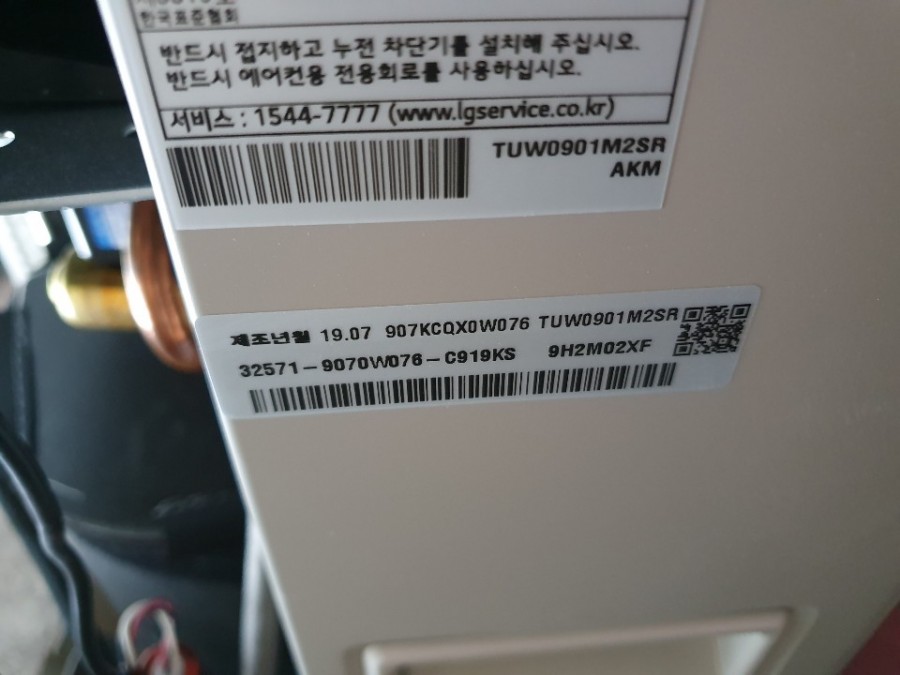 한국표준협회
반드시 접지하고 누전 차단기를 설치해 주십시오.
반드시 에어컨용 전용회로를 사용하십시오.
서비스 : 1544-7777 (www.lgservice.co.kr)
TUW0901M2SR
AKM
제조년월 19.07 907KCQX0W076 TUW0901M2SR
32571-9070W076-C919KS 9H2M02XF